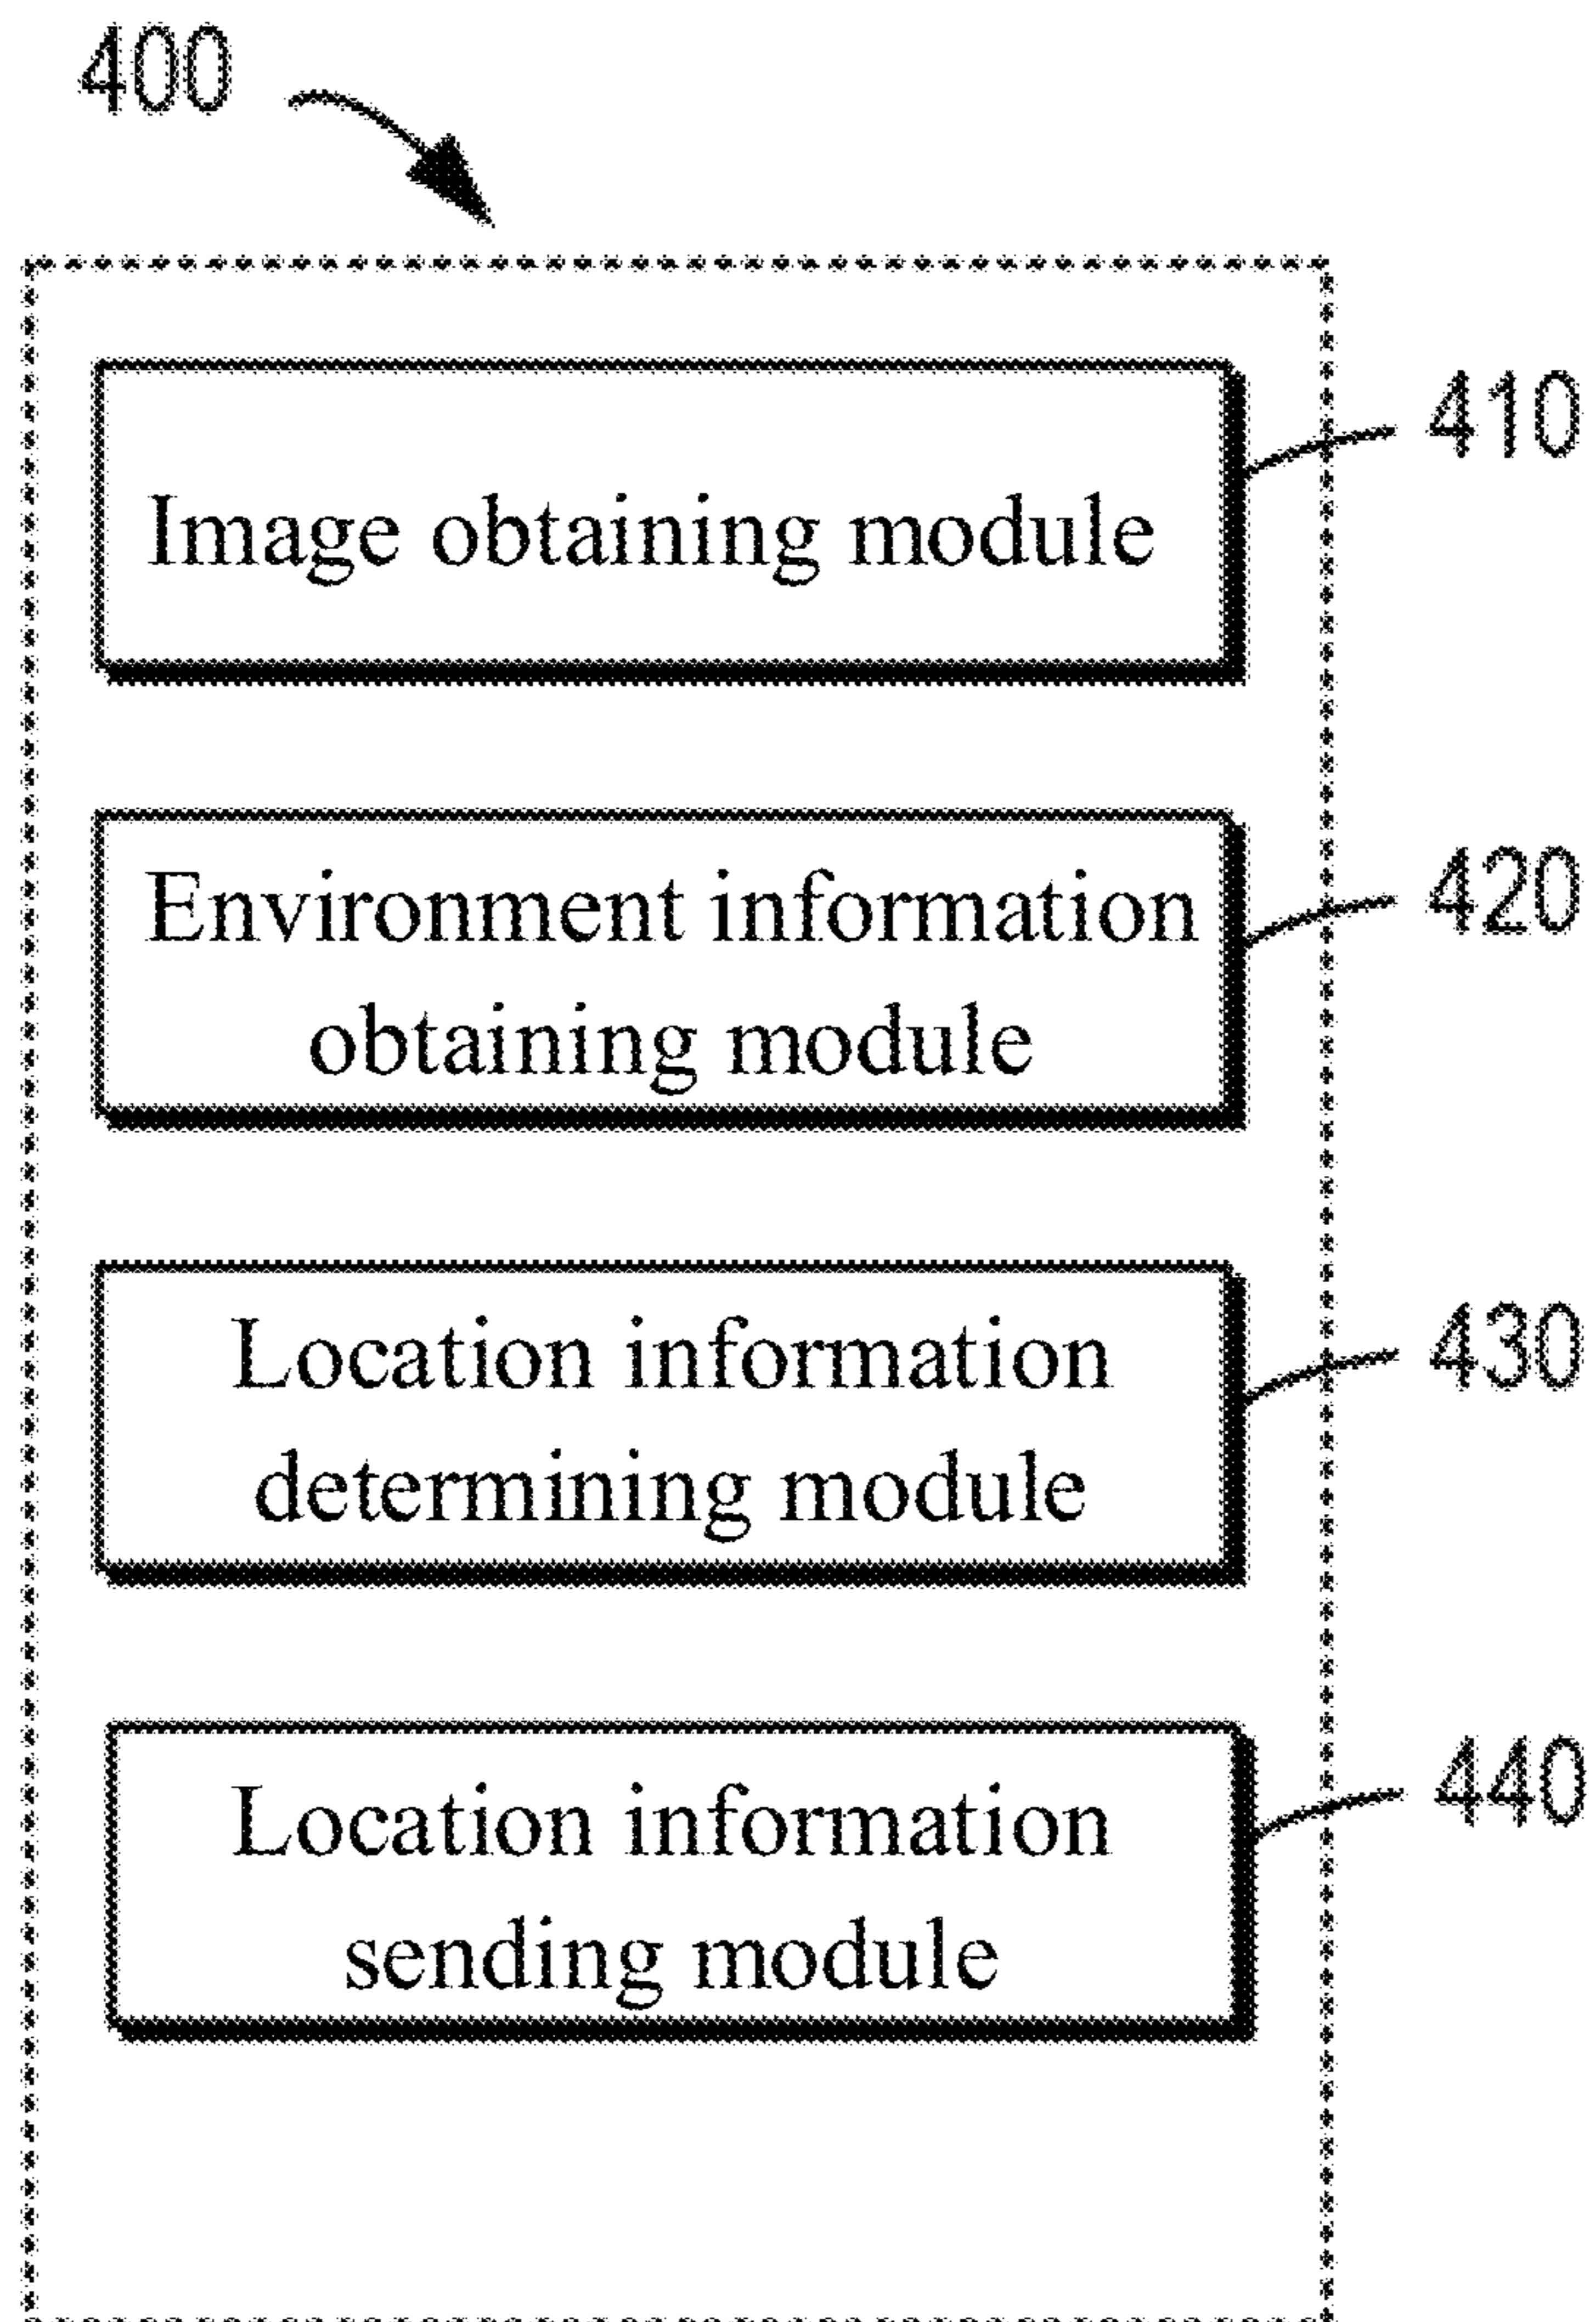 400
410
Image obtaining module
420
Environment information
obtaining module
430
Location information
determining module
440
Location information
sending module